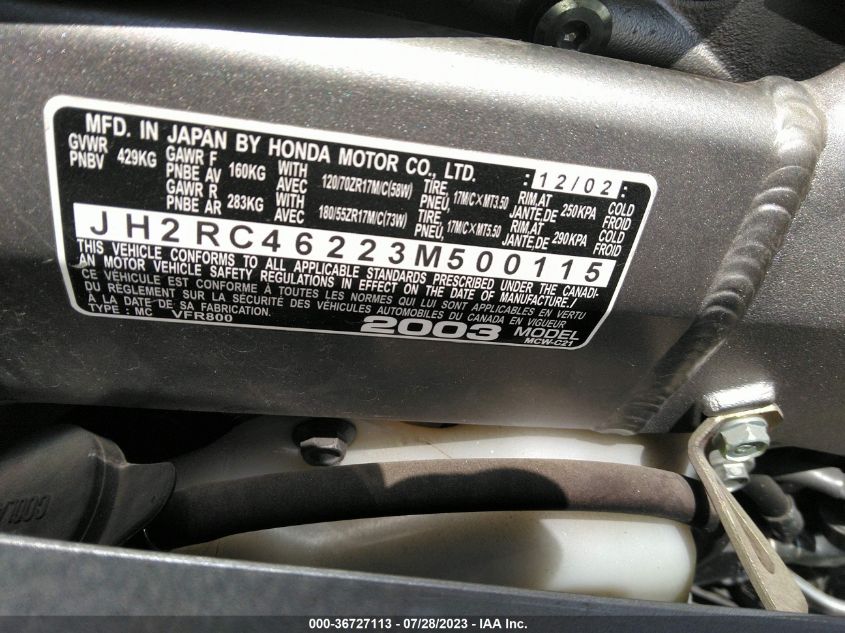 MFD. IN JAPAN BY HONDA MOTOR CO., LTD. :12/02:
GVWR PNBV 429KG GAWR F PNBE AV 160KG WITH AVEC 120/70ZR17M/C(58W) TIRE, PNEU, 17M/C×MT3.50 RIM,AT JANTE,DE 250KPA COLD FROID
GAWR R PNBE AR 283KG WITH AVEC 180/55ZR17M/C(73W) TIRE, PNEU, 17M/C×MT5.50 RIM,AT JANTE,DE 290KPA COLD FROID
JH2RC46223M500115
THIS VEHICLE CONFORMS TO ALL APPLICABLE STANDARDS PRESCRIBED UNDER THE CANADI-
AN MOTOR VEHICLE SAFETY REGULATIONS IN EFFECT ON THE DATE OF MANUFACTURE./
CE VÉHICULE EST CONFORME À TOUTES LES NORMES QUI LUI SONT APPLICABLES EN VERTU
DU RÈGLEMENT SUR LA SÉCURITÉ DES VÉHICULES AUTOMOBILES DU CANADA EN VIGUEUR
À LA DATE DE SA FABRICATION.
TYPE : MC VFR800 2003 MODEL
MCW-C21
000-36727113 - 07/28/2023 - IAA Inc.